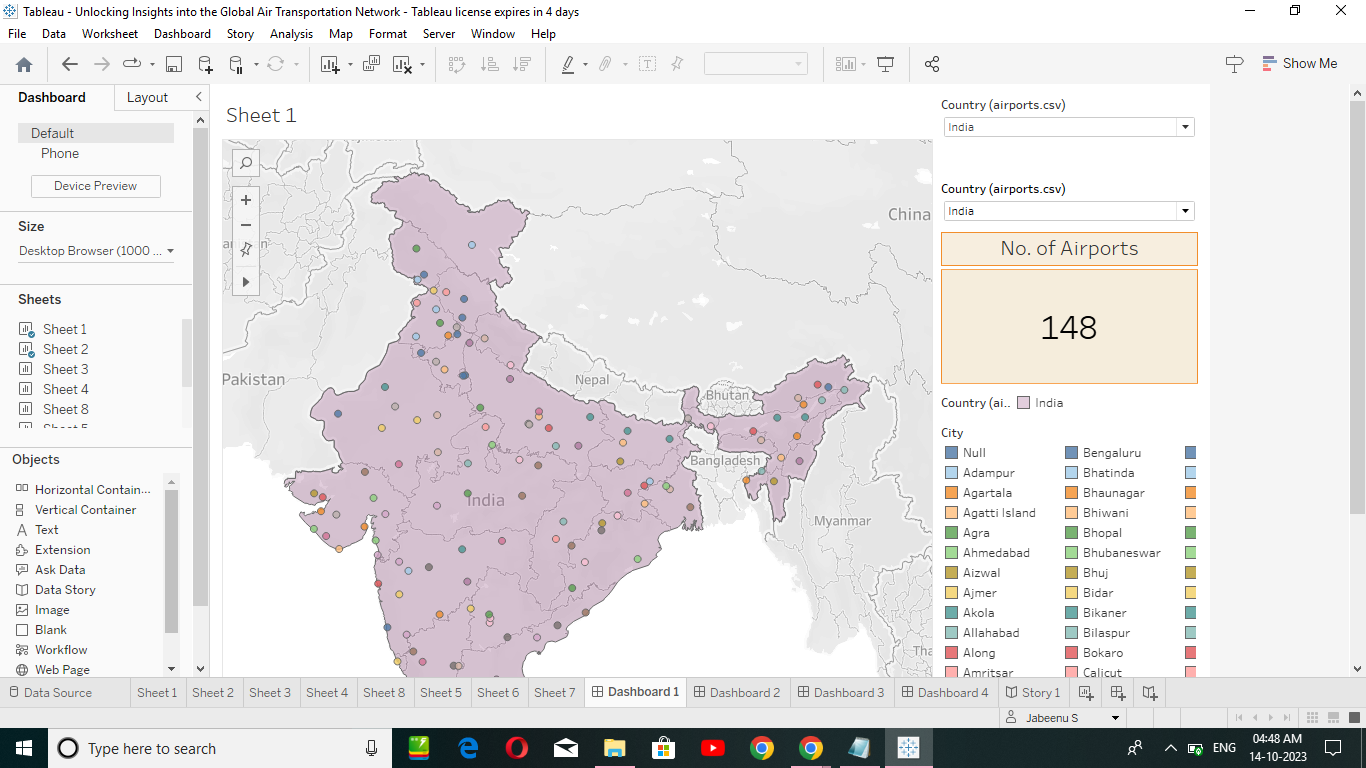 Tableau - Unlocking Insights into the Global Air Transportation Network - Tableau license expires in 4 days
File Data Worksheet Dashboard Story Analysis Map Format Server Window Help
Show Me
Dashboard Layout
Default
Phone
Device Preview
Size
Desktop Browser (1000 ...
Sheets
Sheet 1
Sheet 2
Sheet 3
Sheet 4
Sheet 8
Objects
Horizontal Contain...
Vertical Container
Text
Extension
Ask Data
Data Story
Image
Blank
Workflow
Web Page
Sheet 1
China
Pakistan
Nepal
Bhutan
Bangladesh
India
Myanmar
Country (airports.csv)
India
Country (airports.csv)
India
No. of Airports
148
Country (ai.. India
City
Null Bengaluru
Adampur Bhatinda
Agartala Bhaunagar
Agatti Island Bhiwani
Agra Bhopal
Ahmedabad Bhubaneswar
Aizwal Bhuj
Ajmer Bidar
Akola Bikaner
Allahabad Bilaspur
Along Bokaro
Amritsar Calicut
Data Source Sheet 1 Sheet 2 Sheet 3 Sheet 4 Sheet 8 Sheet 5 Sheet 6 Sheet 7 Dashboard 1 Dashboard 2 Dashboard 3 Dashboard 4 Story 1
Jabeenu S
Type here to search
ENG
04:48 AM
14-10-2023